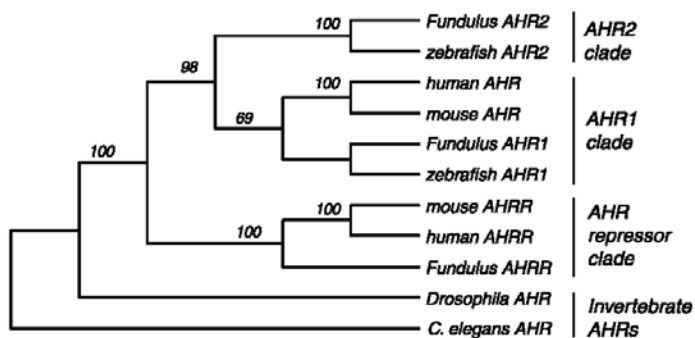 100
Fundulus AHR2
zebrafish AHR2
AHR2
clade
98
100
human AHR
mouse AHR
69
Fundulus AHR1
zebrafish AHR1
AHR1
clade
100
100
mouse AHRR
human AHRR
100
Fundulus AHRR
AHR
repressor
clade
Drosophila AHR
C. elegans AHR
Invertebrate
AHRs